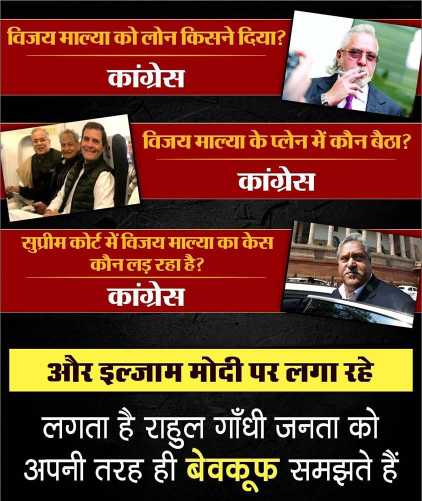 विजय माल्या को लोन किसने दिया?
कांग्रेस
विजय माल्या के प्लेन में कौन बैठा?
कांग्रेस
सुप्रीम कोर्ट में विजय माल्या का केस
कौन लड़ रहा है?
कांग्रेस
और इल्जाम मोदी पर लगा रहे
लगता है राहुल गाँधी जनता को
अपनी तरह ही बेवकूफ समझते हैं